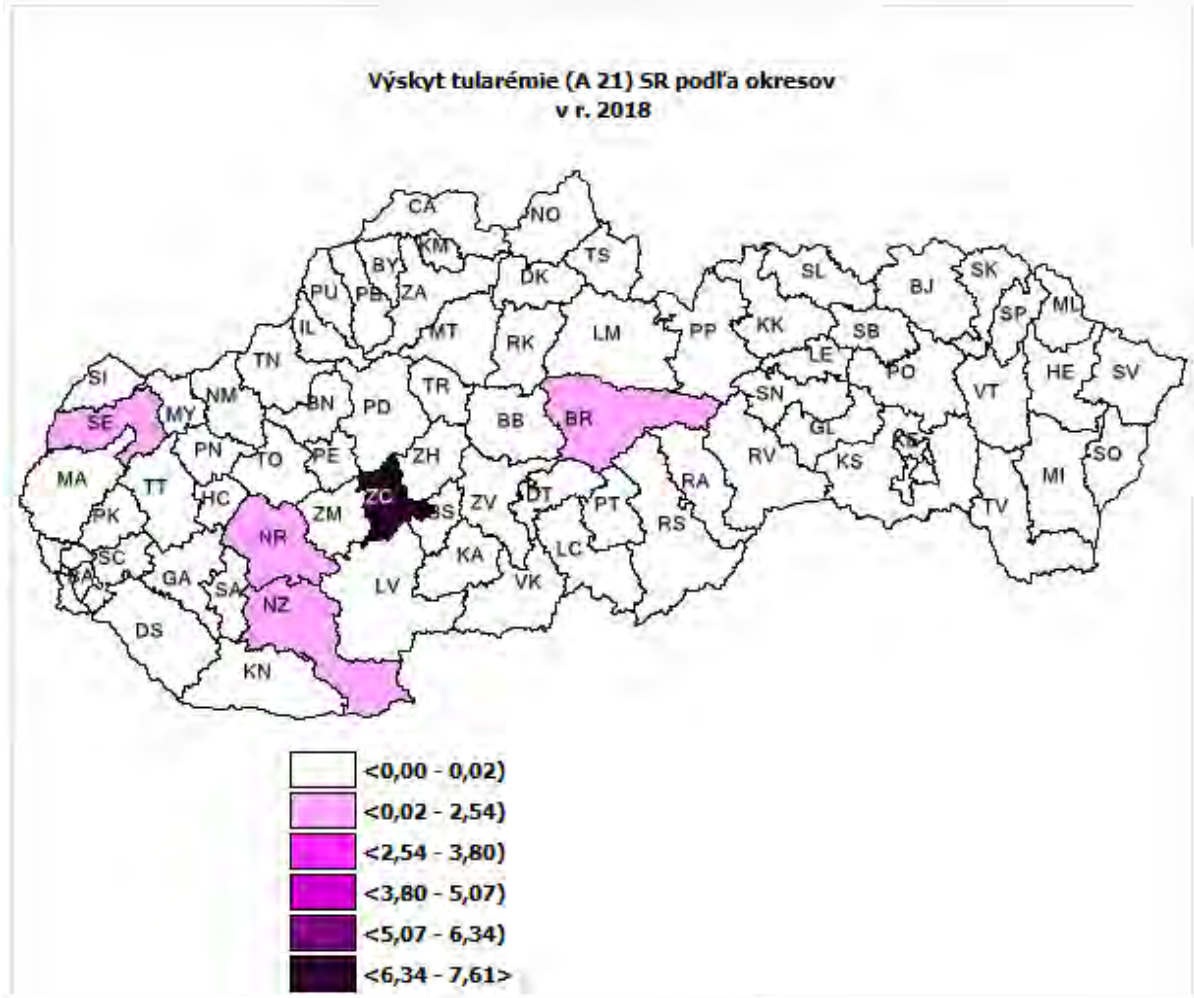 Výskyt tularémie (A 21) SR podľa okresov
v r. 2018
CA
NO
KM
TS
BY
DK
SL
SK
PU
PB
ZA
BJ
ML
SP
IL
MT
RK
LM
PP
KK
SB
TN
LE
PO
HE
SV
SI
NM
BN
PD
TR
SN
VT
SE
MY
BB
BR
GL
PN
TO
PE
ZH
RV
KS
KE
SO
MA
TT
HC
ZC
DT
RA
MI
PK
ZM
BS
ZV
PT
RS
TV
NR
SC
KA
LC
BA
GA
SA
NZ
LV
VK
DS
KN
<0,00 - 0,02)
<0,02 - 2,54)
<2,54 - 3,80)
<3,80 - 5,07)
<5,07 - 6,34)
<6,34 - 7,61>